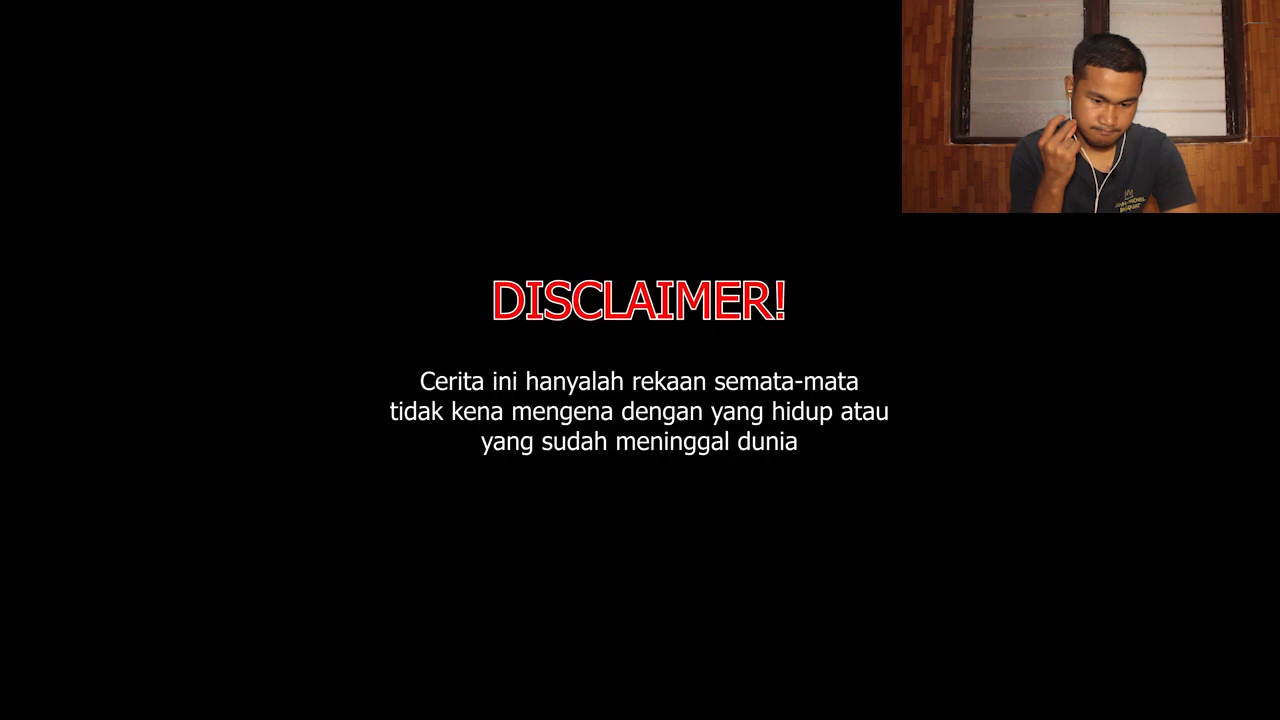 DISCLAIMER!
Cerita ini hanyalah rekaan semata-mata
tidak kena mengena dengan yang hidup atau
yang sudah meninggal dunia